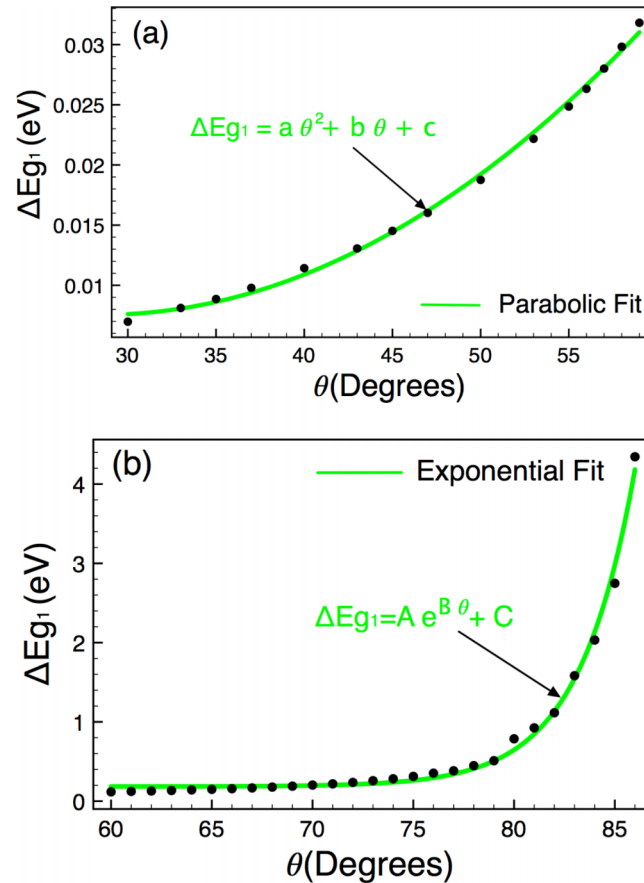 (a)
0.03
0.025
0.02
0.015
0.01
ΔEg₁ (eV)
ΔEg₁ = a θ² + b θ + c
Parabolic Fit
30 35 40 45 50 55
θ(Degrees)
(b)
Exponential Fit
4
3
2
1
0
ΔEg₁ (eV)
ΔEg₁=A e^{B θ}+ C
60 65 70 75 80 85
θ(Degrees)